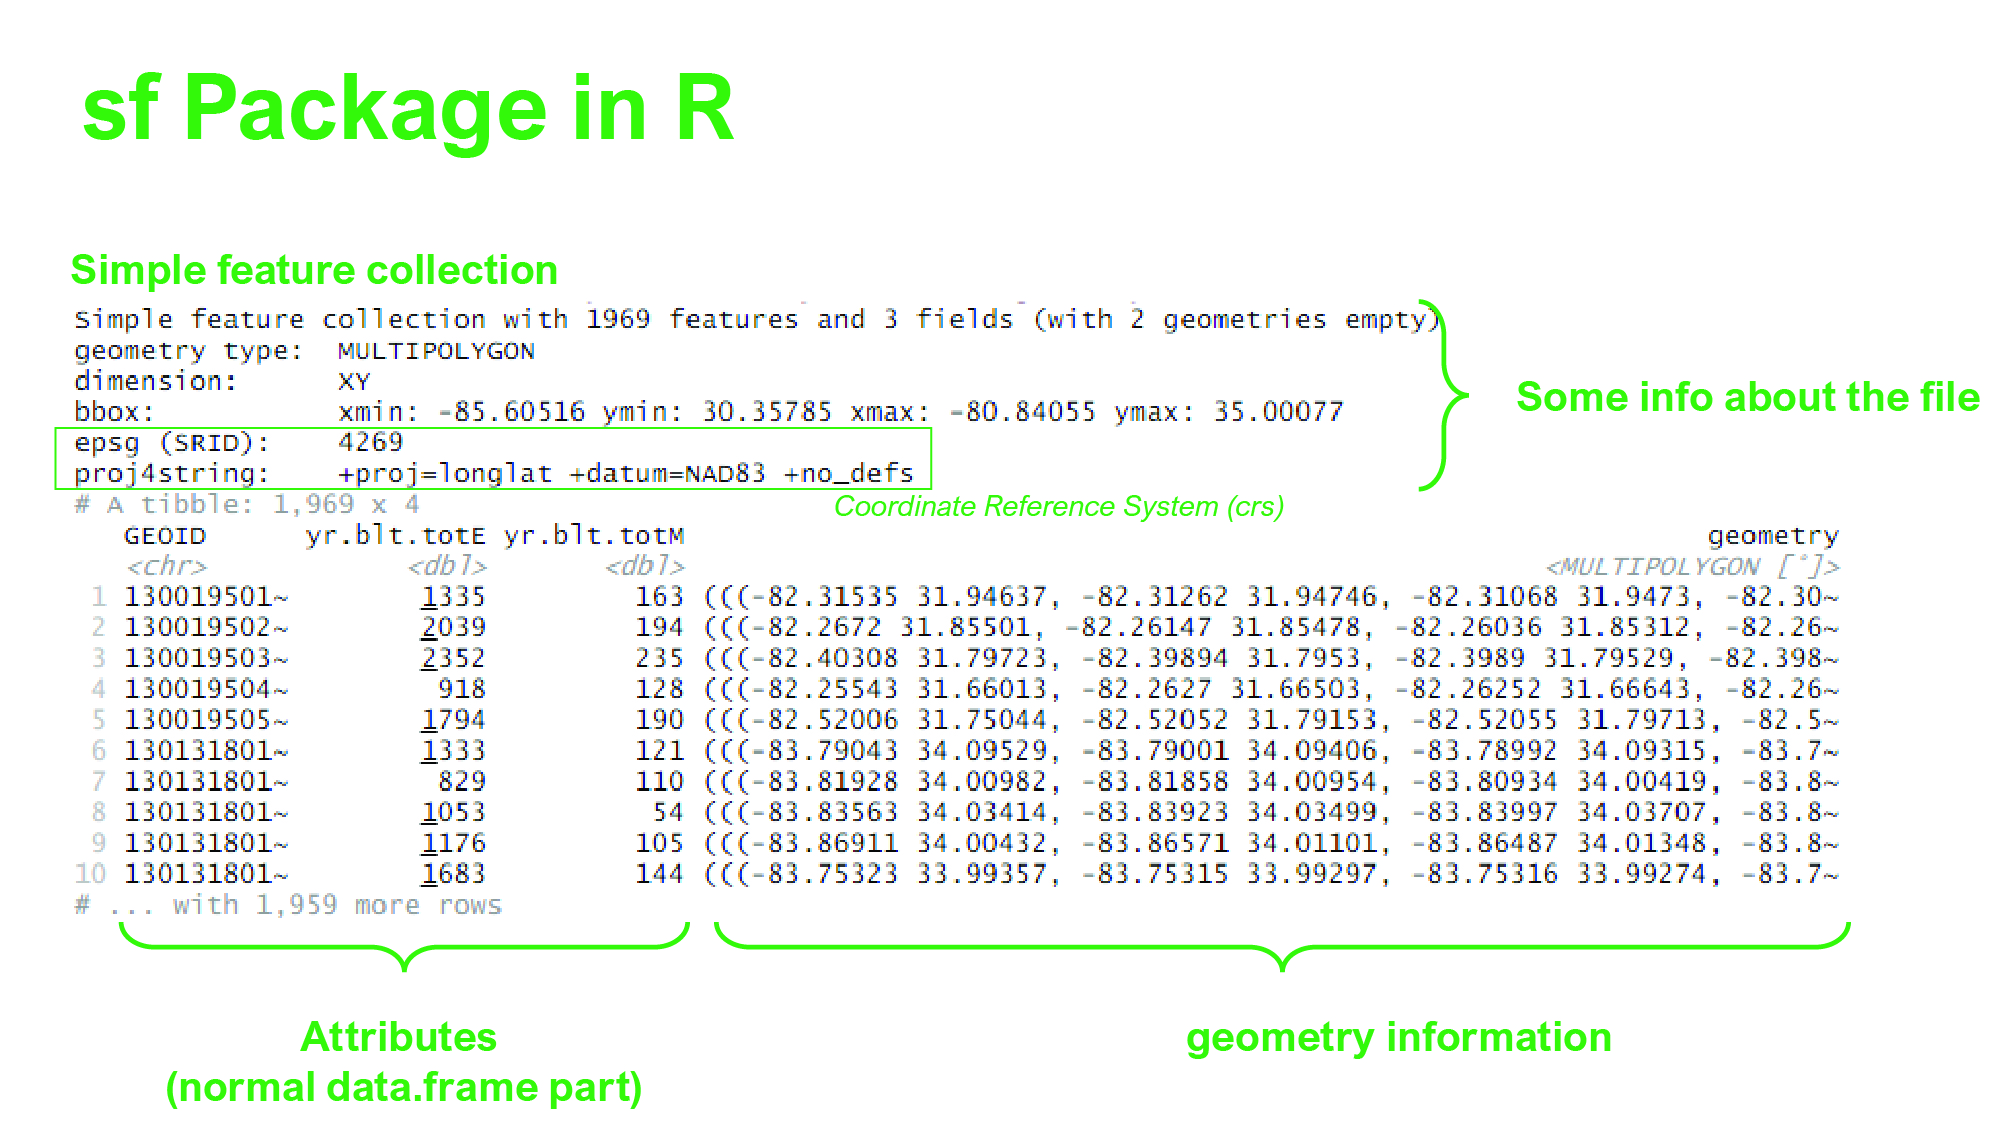 sf Package in R
Simple feature collection
Simple feature collection with 1969 features and 3 fields (with 2 geometries empty)
geometry type:  MULTIPOLYGON
dimension:      XY
bbox:           xmin: -85.60516 ymin: 30.35785 xmax: -80.84055 ymax: 35.00077
Some info about the file
epsg (SRID):    4269
proj4string:    +proj=longlat +datum=NAD83 +no_defs
# A tibble: 1,969 x 4
Coordinate Reference System (crs)
GEOID yr.blt.totE yr.blt.totM geometry
<chr> <dbl> <dbl> <MULTIPOLYGON [°]>
1 130019501~ 1335 163 (((-82.31535 31.94637, -82.31262 31.94746, -82.31068 31.9473, -82.30~
2 130019502~ 2039 194 (((-82.2672 31.85501, -82.26147 31.85478, -82.26036 31.85312, -82.26~
3 130019503~ 2352 235 (((-82.40308 31.79723, -82.39894 31.7953, -82.3989 31.79529, -82.398~
4 130019504~ 918 128 (((-82.25543 31.66013, -82.2627 31.66503, -82.26252 31.66643, -82.26~
5 130019505~ 1794 190 (((-82.52006 31.75044, -82.52052 31.79153, -82.52055 31.79713, -82.5~
6 130131801~ 1333 121 (((-83.79043 34.09529, -83.79001 34.09406, -83.78992 34.09315, -83.7~
7 130131801~ 829 110 (((-83.81928 34.00982, -83.81858 34.00954, -83.80934 34.00419, -83.8~
8 130131801~ 1053 54 (((-83.83563 34.03414, -83.83923 34.03499, -83.83997 34.03707, -83.8~
9 130131801~ 1176 105 (((-83.86911 34.00432, -83.86571 34.01101, -83.86487 34.01348, -83.8~
10 130131801~ 1683 144 (((-83.75323 33.99357, -83.75315 33.99297, -83.75316 33.99274, -83.7~
# ... with 1,959 more rows
Attributes
(normal data.frame part)
geometry information